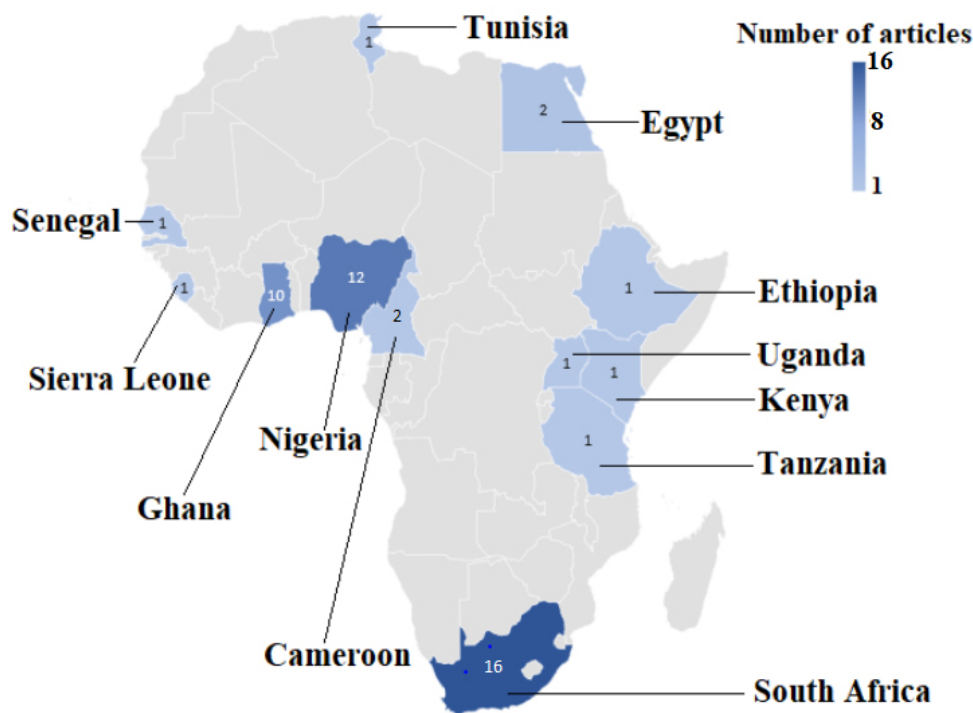 Tunisia
1
Number of articles
16
8
1
2
Egypt
Senegal
1
12
1
10
2
1
Ethiopia
Sierra Leone
1
1
Uganda
Kenya
Nigeria
1
Tanzania
Ghana
Cameroon
16
South Africa